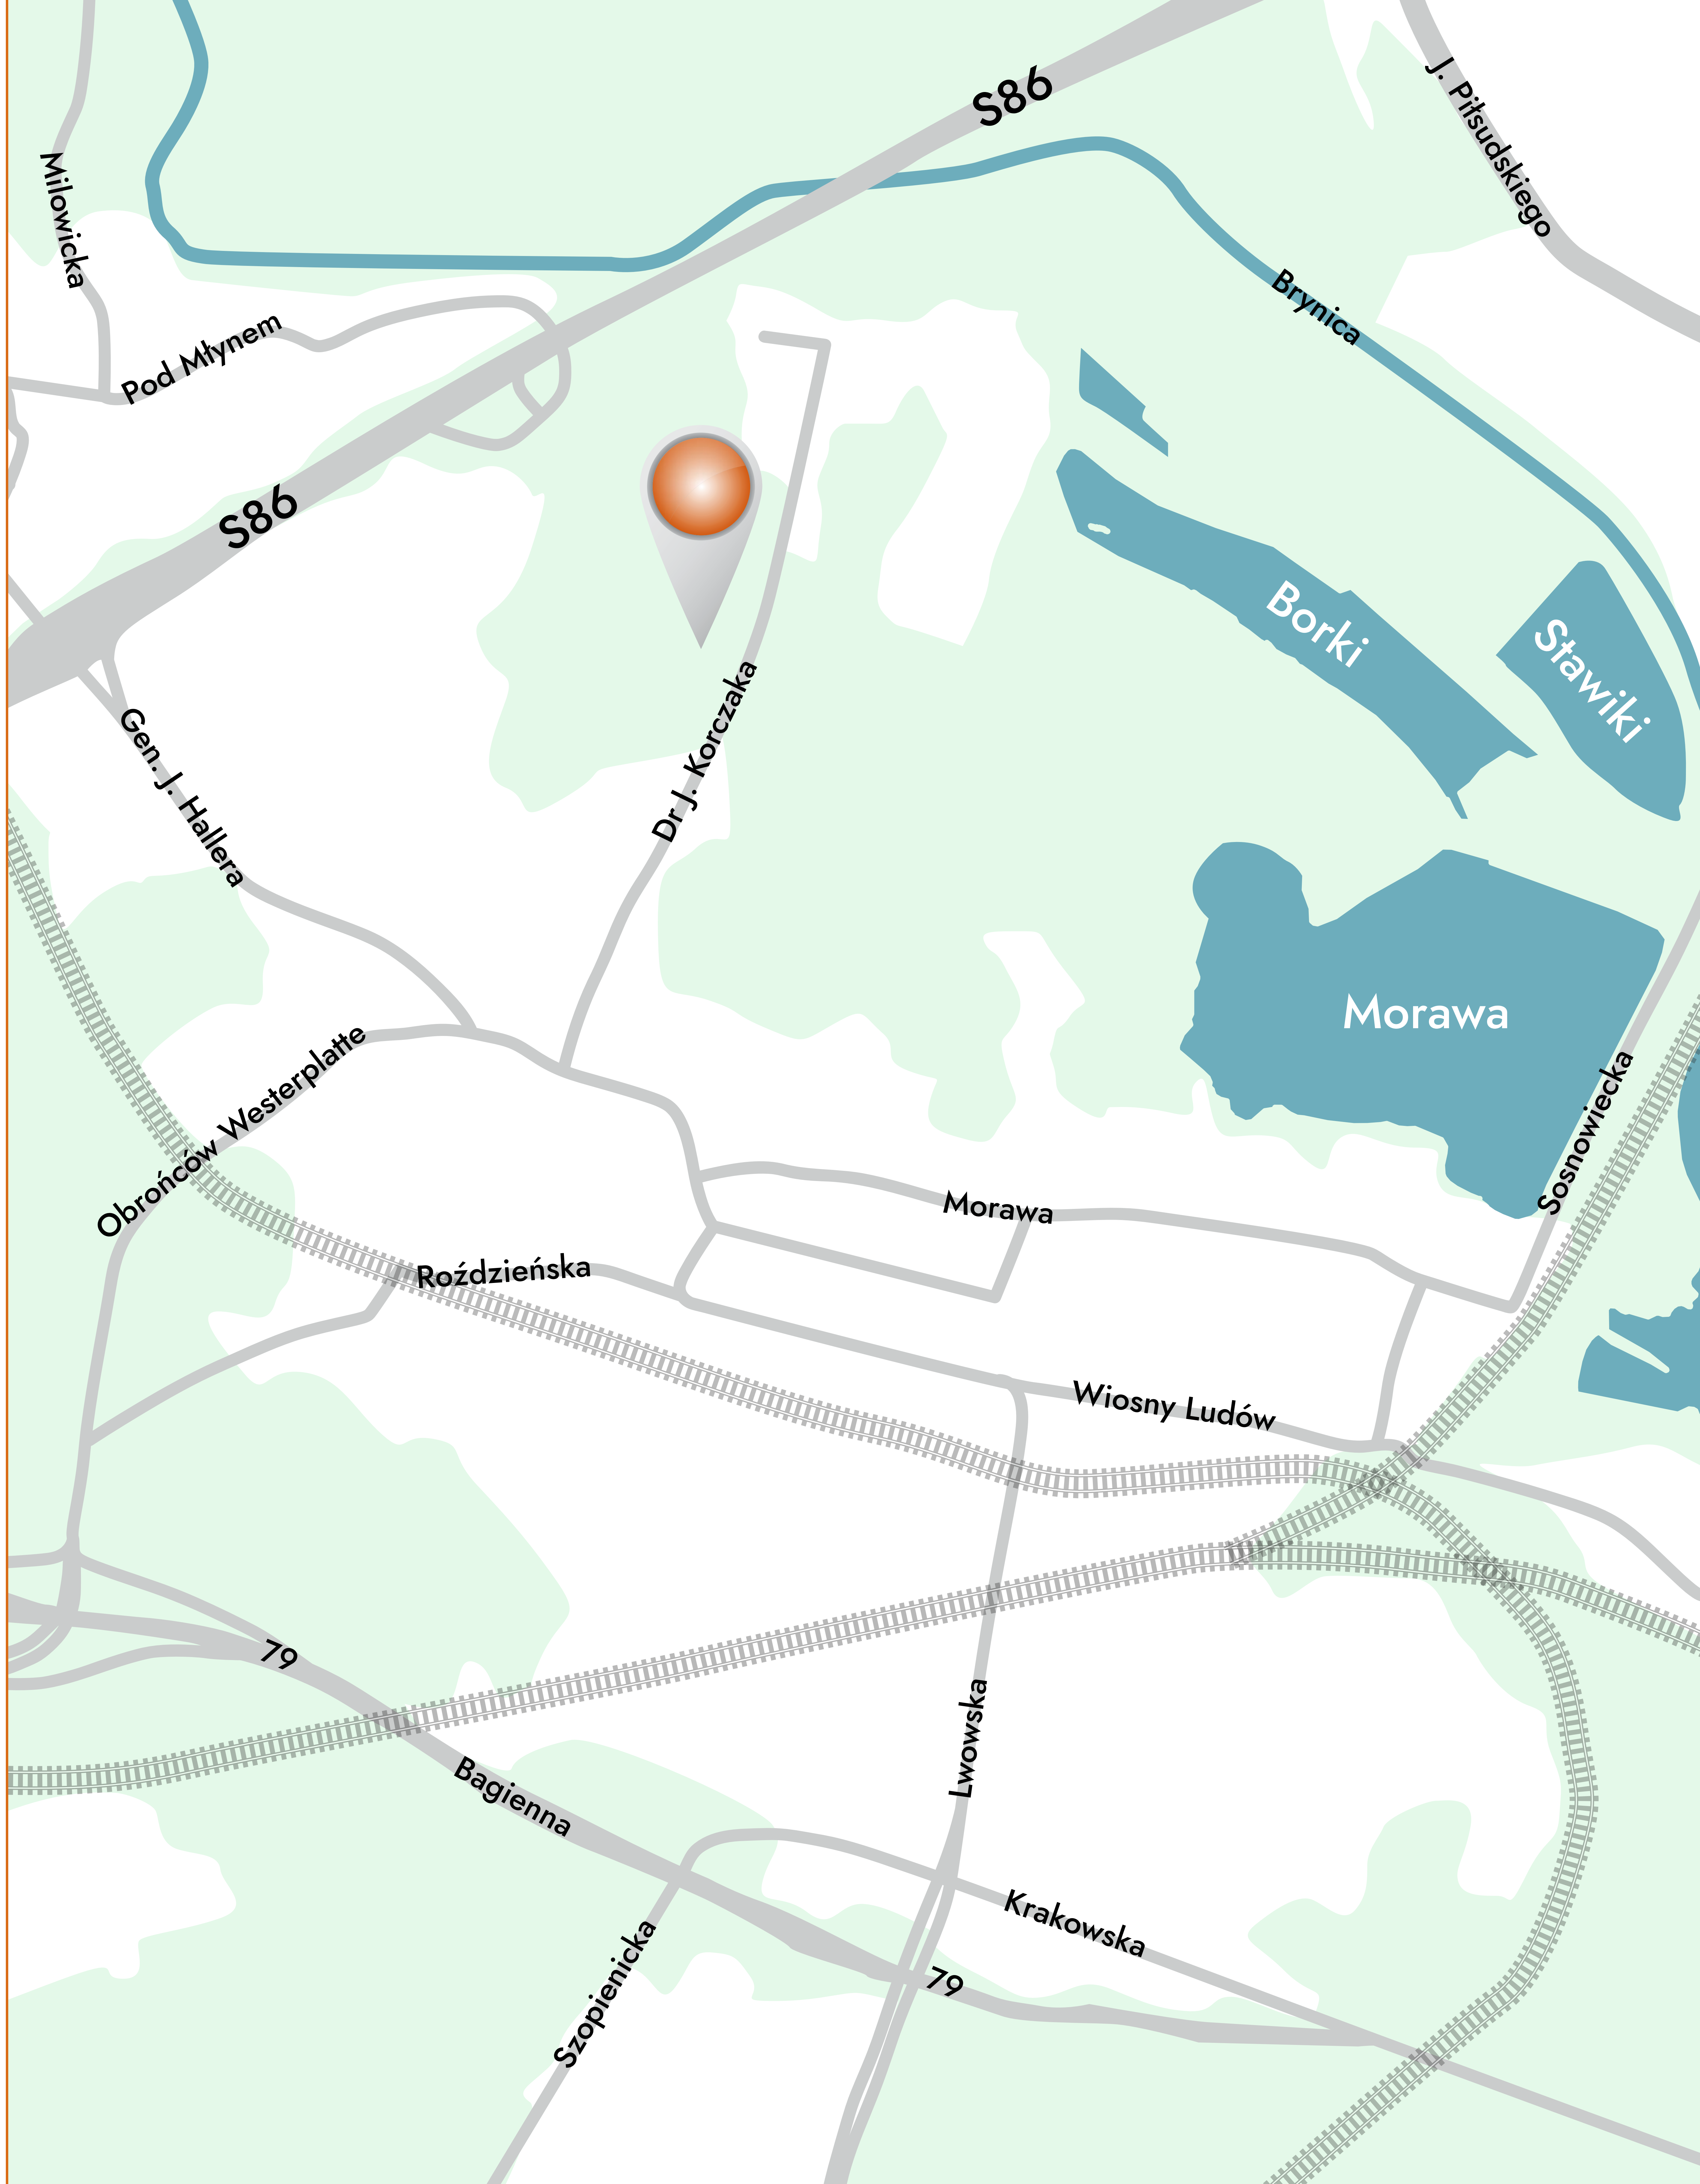 S86
J. Piłsudskiego
Milowicka
Brynica
Pod Młynem
S86
Borki
Stawiki
Gen. J. Hallera
Dr J. Korczaka
Morawa
Obrońców Westerplatte
Sosnowiecka
Morawa
Roździeńska
Wiosny Ludów
79
Lwowska
Bagienna
Krakowska
Szopienicka
79